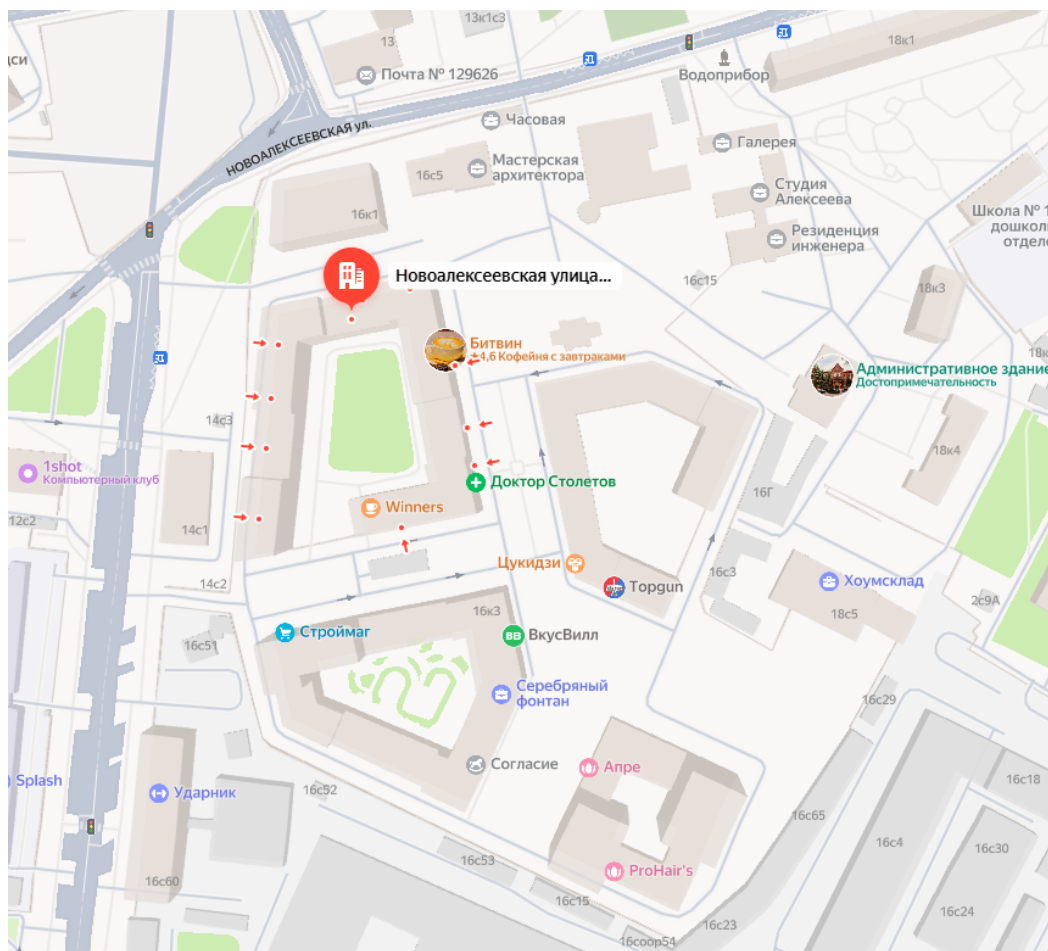 13к1с3
13
18к1
дси
Почта № 129626
Водоприбор
НОВОАЛЕКСЕЕВСКАЯ ул.
Часовая
Галерея
Мастерская
архитектора
16с5
Студия
Алексеева
16к1
Школа № 1
дошкол
отдел
Резиденция
инженера
Новоалексеевская улица...
16с15
18к3
Битвин
4,6 Кофейня с завтраками
18к
Административное здание
Достопримечательность
14с3
18к4
1shot
Компьютерный клуб
Доктор Столетов
16Г
Winners
12с2
14с1
Цукидзи
16с3
14с2
Topgun
Хоумсклад
2с9А
16к3
18с5
Строймаг
ВВ
ВкусВилл
16с51
Серебряный
фонтан
16с29
Согласие
Апре
Splash
16с18
Ударник
16с52
16с65
16с4
16с30
16с53
ProHair's
16с60
16с15
16с24
16с23
16соор54